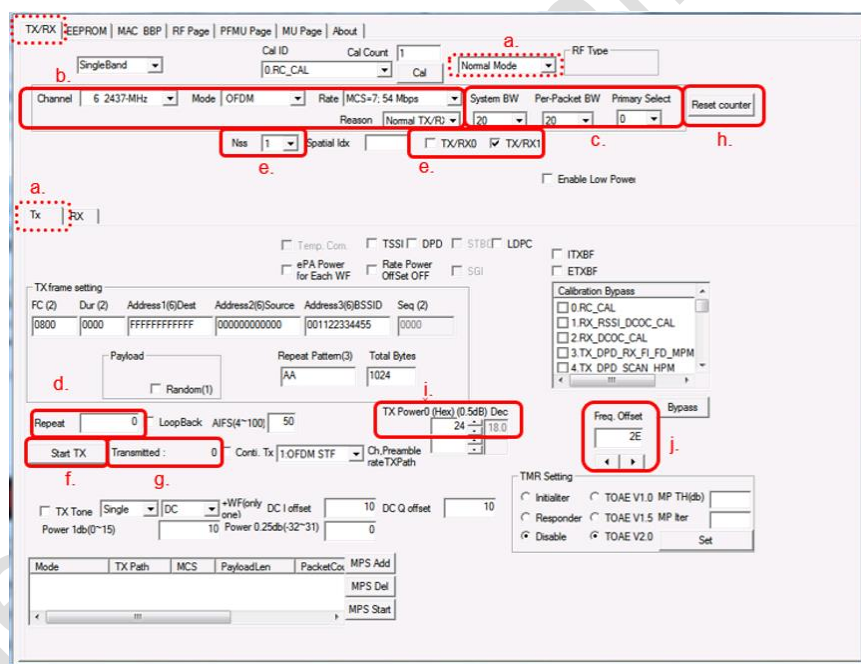 TX/RX EEPROM MAC BBP RF Page PFMU Page MU Page About
a.
Cal ID Cal Count 1 RF Type
SingleBand 0.RC_CAL Cal Normal Mode
b.
Channel 6 2437-MHz Mode OFDM Rate MCS=7; 54 Mbps System BW Per-Packet BW Primary Select Reset counter
Reason Normal TX/R 20 20 0
c. h.
Nss 1 Spatial Idx TX/RX0 TX/RX1
e. e.
Enable Low Power
a.
Tx RX
Temp. Com. TSSI DPD STBC LDPC
ePA Power for Each WF Rate Power OffSet OFF SGI
ITXBF
ETXBF
TX frame setting
FC (2) Dur (2) Address1(6)Dest Address2(6)Source Address3(6)BSSID Seq (2)
0800 0000 FFFFFFFFFFFF 000000000000 001122334455 0000
Calibration Bypass
0.RC_CAL
1.RX_RSSI_DCOC_CAL
2.RX_DCOC_CAL
3.TX_DPD_RX_FI_FD_MPM
4.TX DPD SCAN HPM
Payload Repeat Pattern(3) Total Bytes
Random(1) AA 1024
d. i.
Bypass
TX Power0 (Hex) (0.5dB) Dec
Repeat 0 LoopBack AIFS(4~100) 50 24 18.0
Freq. Offset
2E
j.
Start TX Transmitted : 0 Conti. Tx 1:OFDM STF Ch,Preamble
rateTXPath
f. g.
TMR Setting
Initialiter TOAE V1.0 MP TH(db)
Responder TOAE V1.5 MP Iter
Disable TOAE V2.0 Set
TX Tone Single DC +WF(only one) DC I offset 10 DC Q offset 10
Power 1db(0~15) 10 Power 0.25db(-32~31) 0
Mode TX Path MCS PayloadLen PacketCou MPS Add
MPS Del
MPS Start